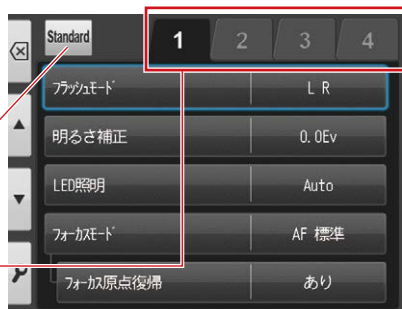 Standard 1 2 3 4
フラッシュモード L R
明るさ補正 0.0Ev
LED照明 Auto
フォーカスモード AF 標準
フォーカス原点復帰 あり